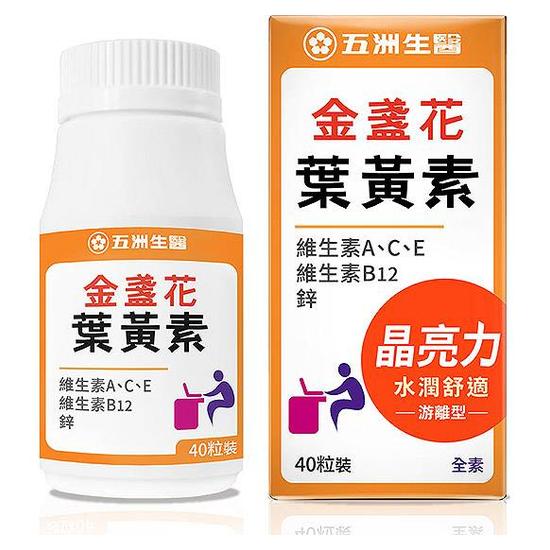 五洲生醫
金盞花
葉黃素
維生素A、C、E
維生素B12
鋅
40粒裝
五洲生醫
金盞花
葉黃素
維生素A、C、E
維生素B12
鋅
晶亮力
水潤舒適
游離型
40粒裝
全素